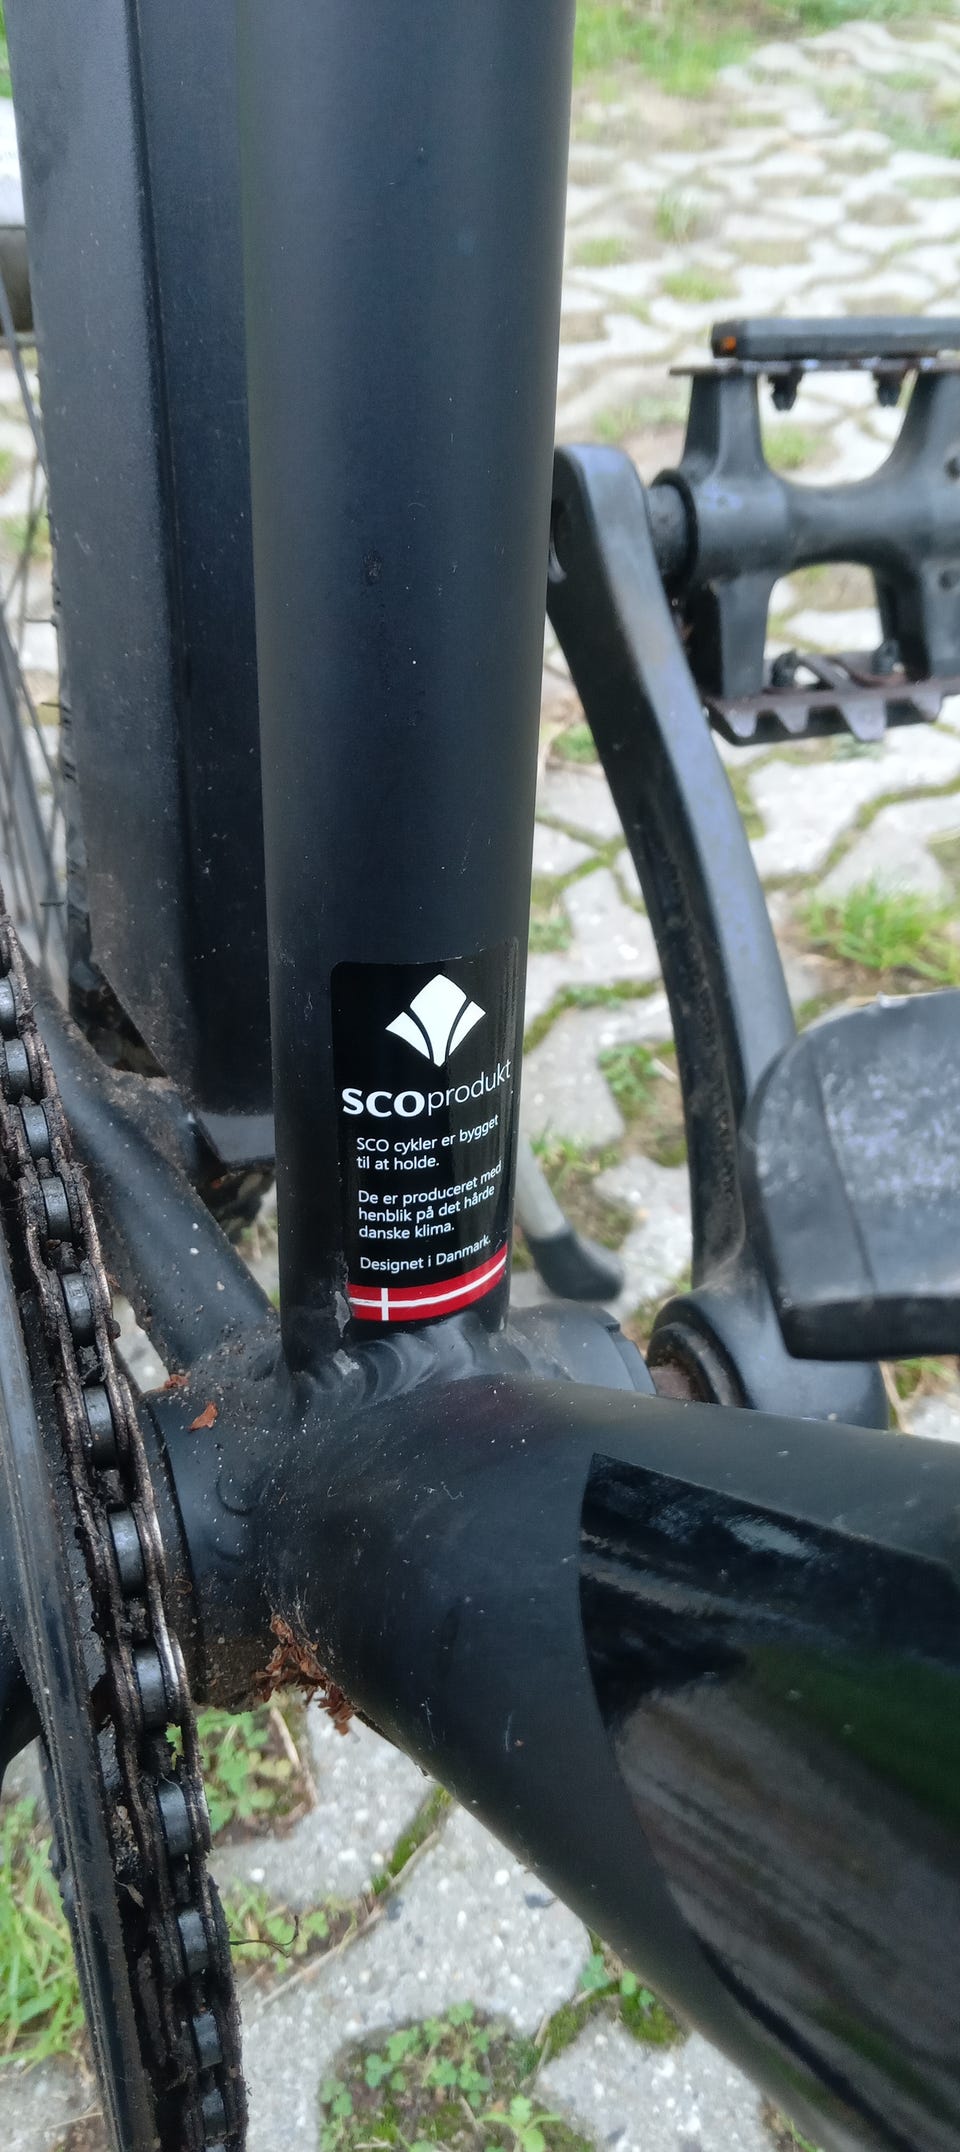 SCOprodukt
SCO cykler er bygget
til at holde.
De er produceret med
henblik på det hårde
danske klima.
Designet i Danmark.